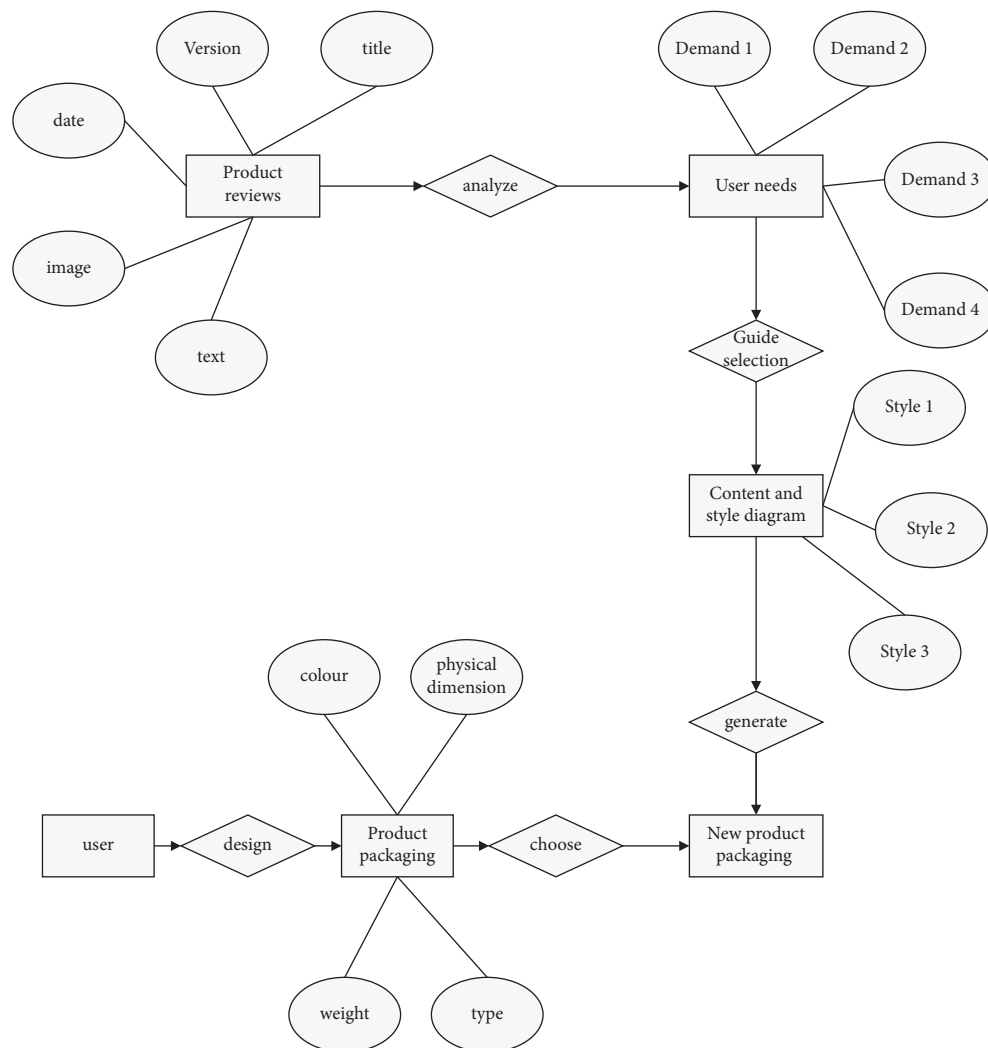 Version
title
Demand 1
Demand 2
date
Product
reviews
analyze
User needs
Demand 3
image
Demand 4
text
Guide
selection
Style 1
Content and
style diagram
Style 2
Style 3
colour
physical
dimension
generate
user
design
Product
packaging
choose
New product
packaging
weight
type